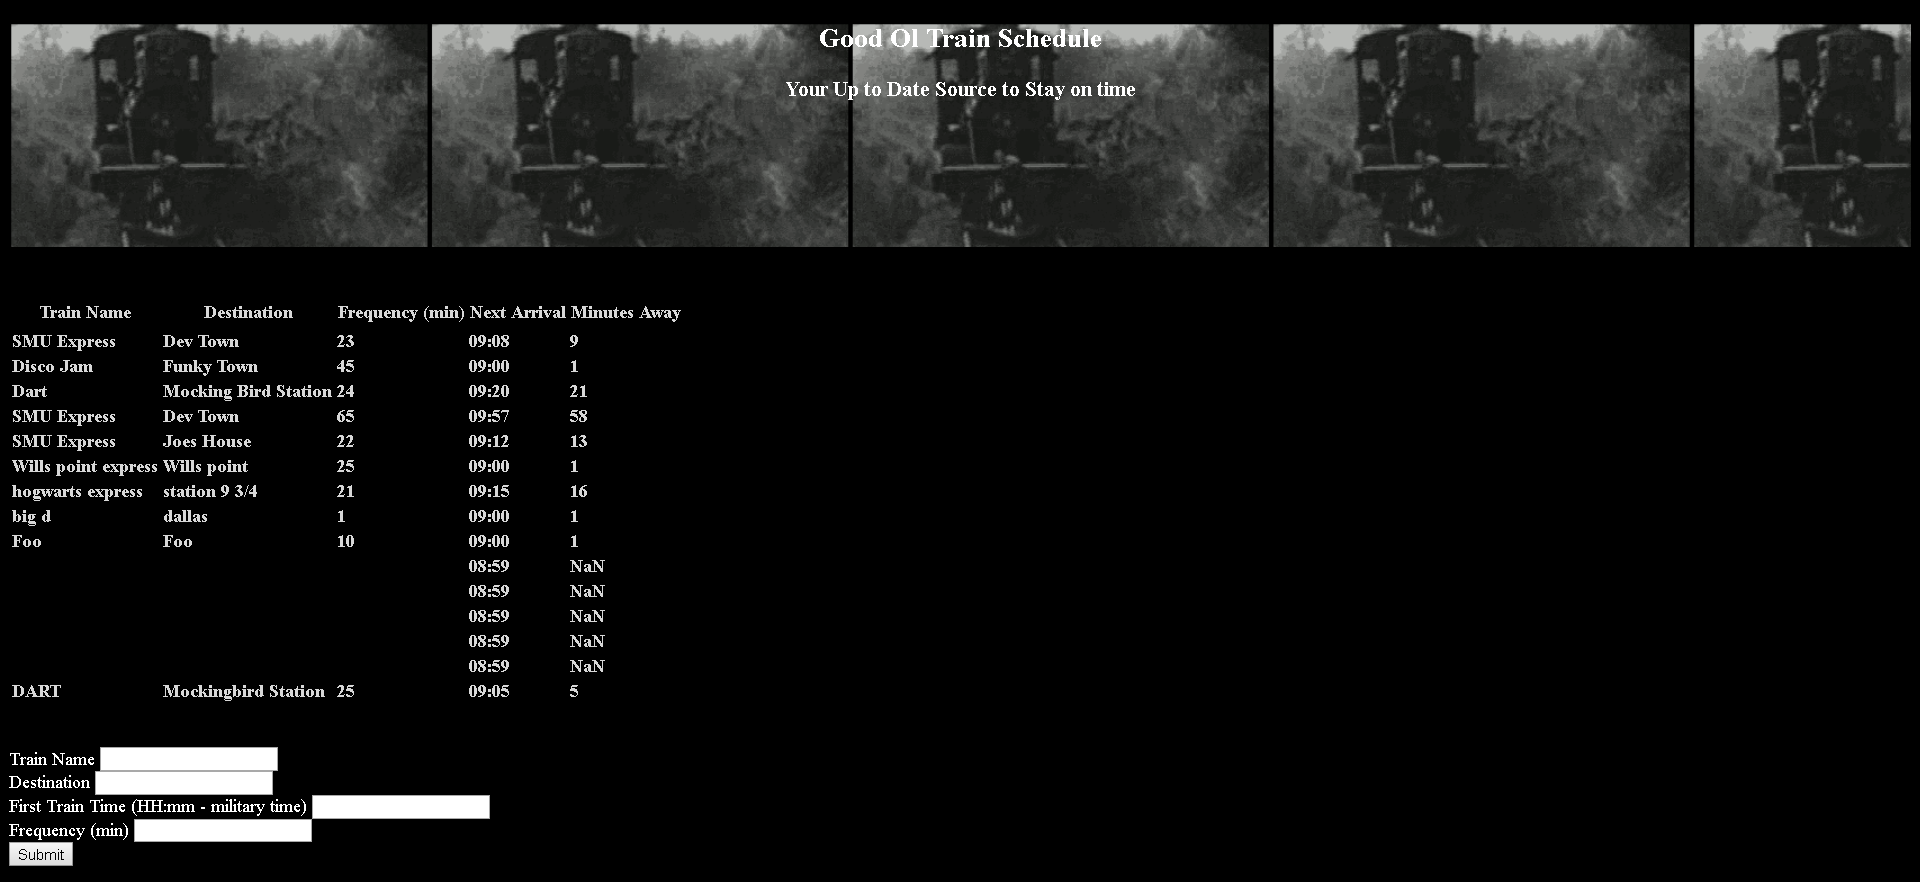 Good Ol Train Schedule
Your Up to Date Source to Stay on time
Train Name Destination Frequency (min) Next Arrival Minutes Away
SMU Express Dev Town 23 09:08 9
Disco Jam Funky Town 45 09:00 1
Dart Mocking Bird Station 24 09:20 21
SMU Express Dev Town 65 09:57 58
SMU Express Joes House 22 09:12 13
Wills point express Wills point 25 09:00 1
hogwarts express station 9 3/4 21 09:15 16
big d dallas 1 09:00 1
Foo Foo 10 09:00 1
08:59 NaN
08:59 NaN
08:59 NaN
08:59 NaN
08:59 NaN
DART Mockingbird Station 25 09:05 5
Train Name
Destination
First Train Time (HH:mm - military time)
Frequency (min)
Submit